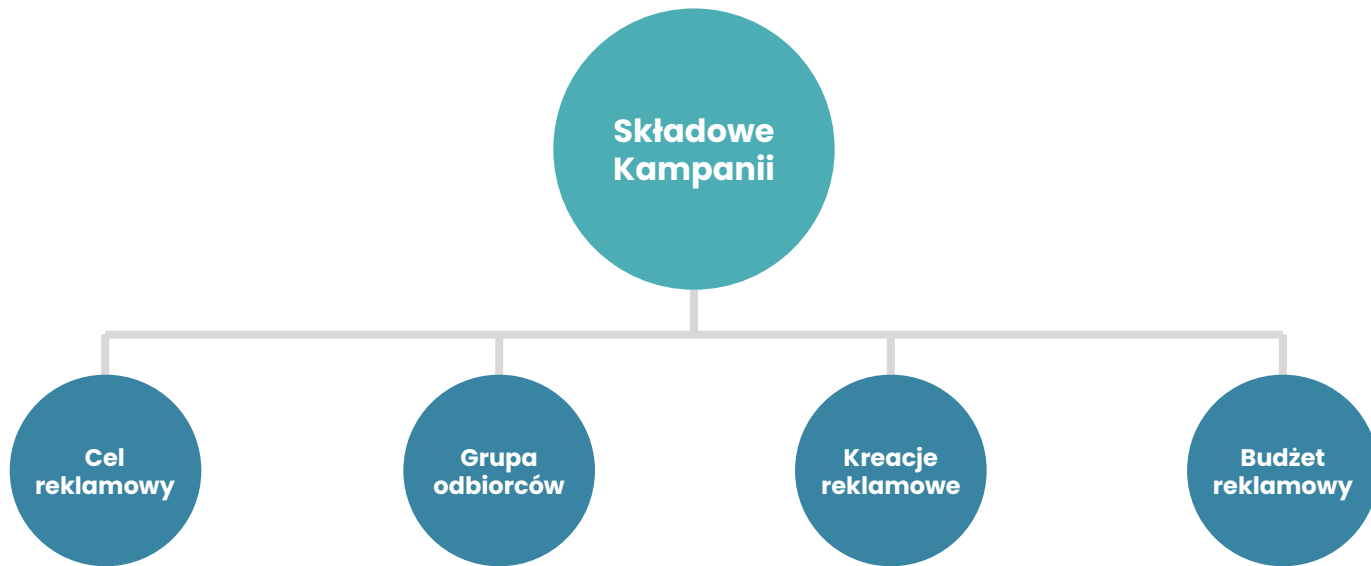 Składowe
Kampanii
Cel
reklamowy
Grupa
odbiorców
Kreacje
reklamowe
Budżet
reklamowy